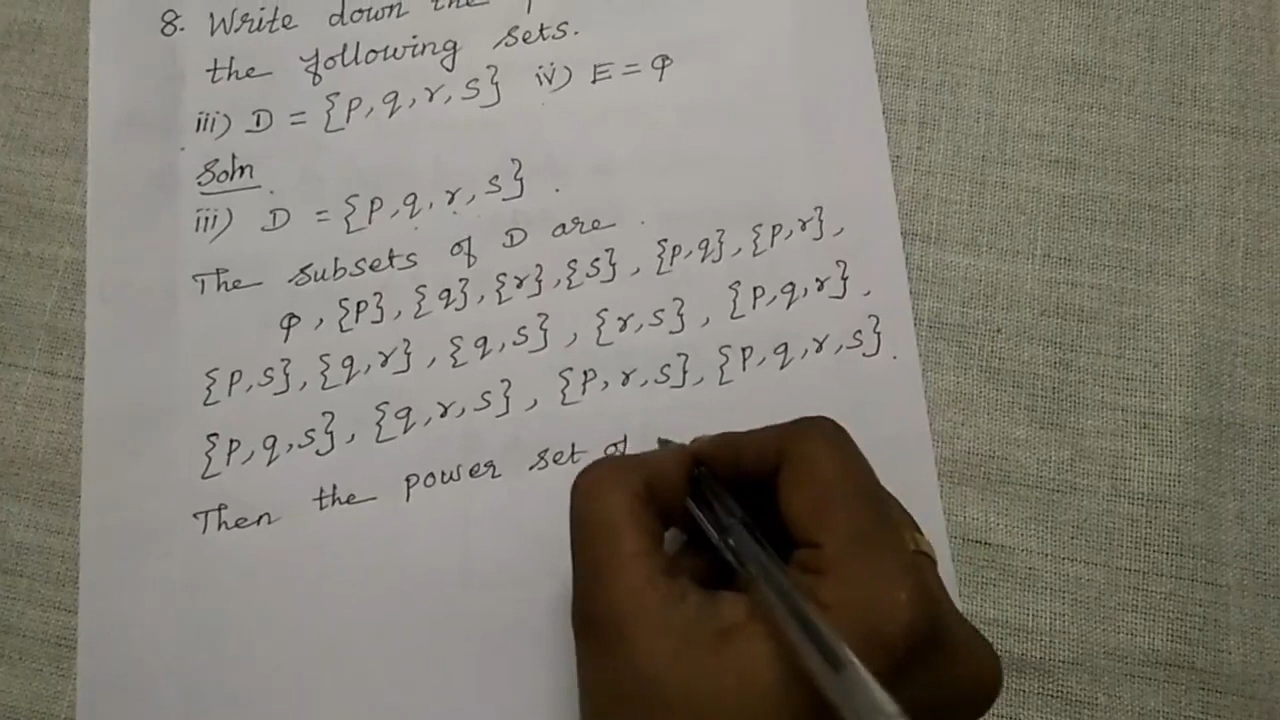 8. Write down the
the following sets.
iii) D = {p, q, r, s} iv) E = φ
Soln
iii) D = {p, q, r, s}.
The subsets of D are.
φ, {p}, {q}, {r}, {s}, {p,q}, {p,r},
{p,s}, {q,r}, {q,s}, {r,s}, {p,q,r},
{p,q,s}, {q,r,s}, {p,r,s}, {p,q,r,s}.
Then the power set of